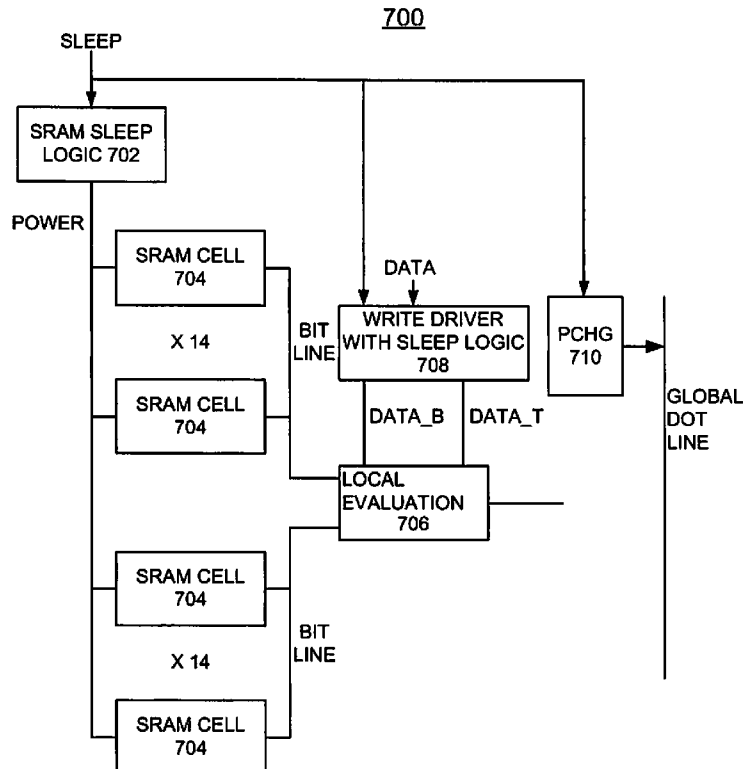 700
SLEEP
SRAM SLEEP
LOGIC 702
POWER
SRAM CELL
704
X 14
SRAM CELL
704
BIT
LINE
DATA
WRITE DRIVER
WITH SLEEP LOGIC
708
PCHG
710
GLOBAL
DOT
LINE
DATA_B
DATA_T
LOCAL
EVALUATION
706
SRAM CELL
704
X 14
SRAM CELL
704
BIT
LINE